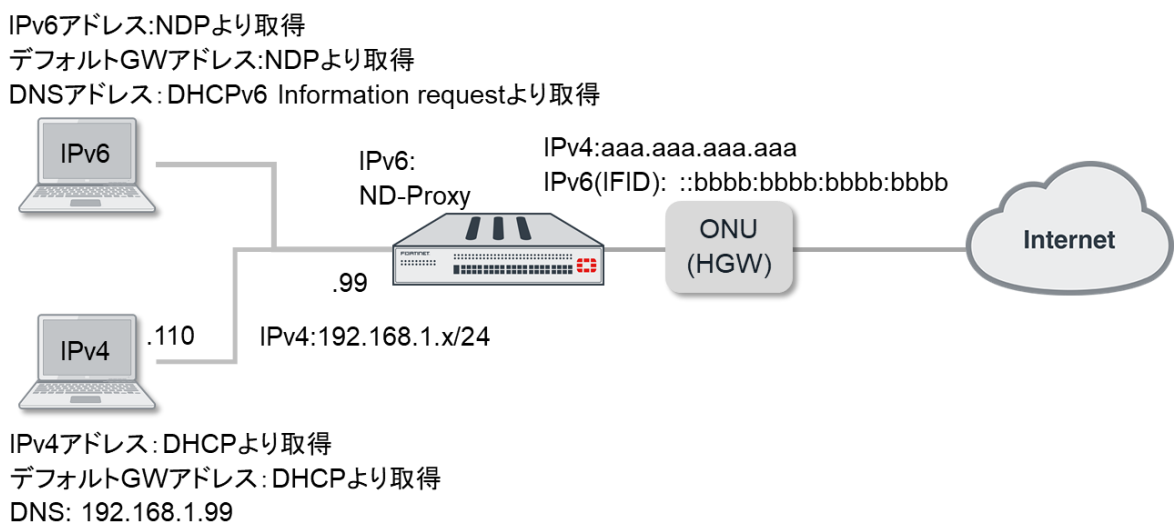 IPv6アドレス:NDPより取得
デフォルトGWアドレス:NDPより取得
DNSアドレス：DHCPv6 Information requestより取得
IPv6
IPv6:
ND-Proxy
IPv4:aaa.aaa.aaa.aaa
IPv6(IFID): ::bbbb:bbbb:bbbb:bbbb
FORTINET
ONU
(HGW)
Internet
.99
IPv4
.110
IPv4:192.168.1.x/24
IPv4アドレス：DHCPより取得
デフォルトGWアドレス：DHCPより取得
DNS: 192.168.1.99